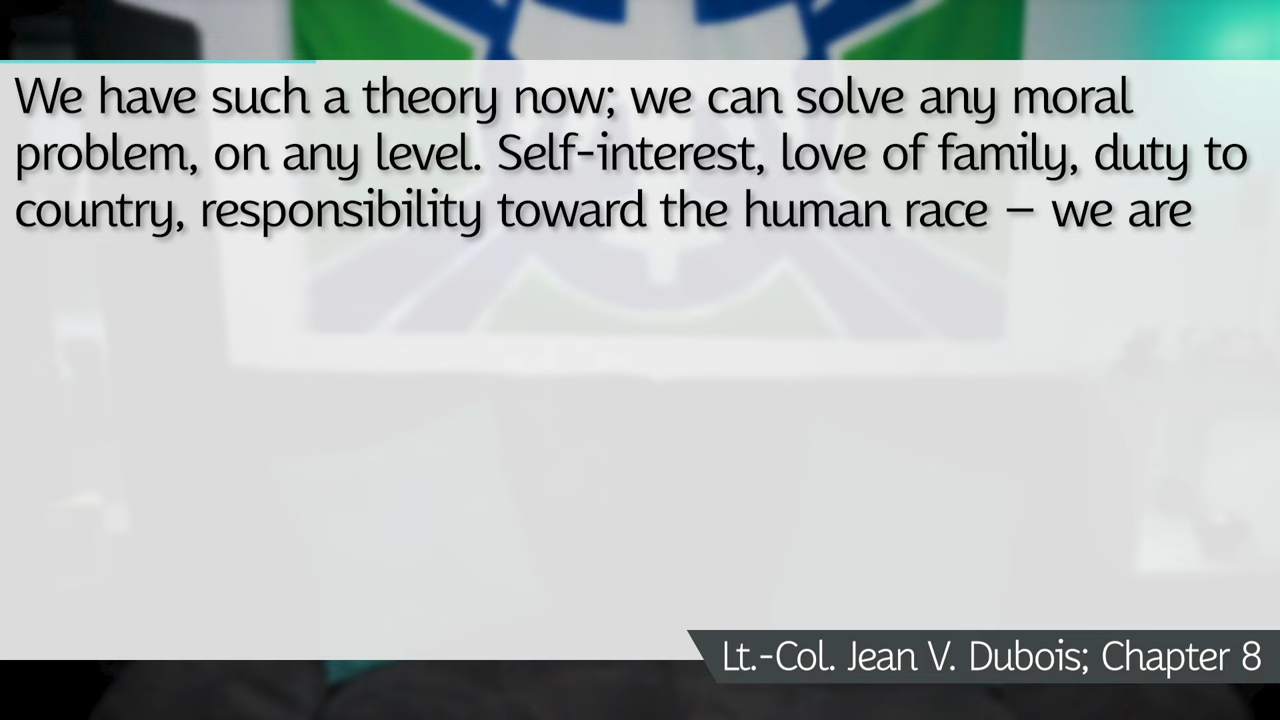 We have such a theory now; we can solve any moral
problem, on any level. Self-interest, love of family, duty to
country, responsibility toward the human race – we are
Lt.-Col. Jean V. Dubois; Chapter 8